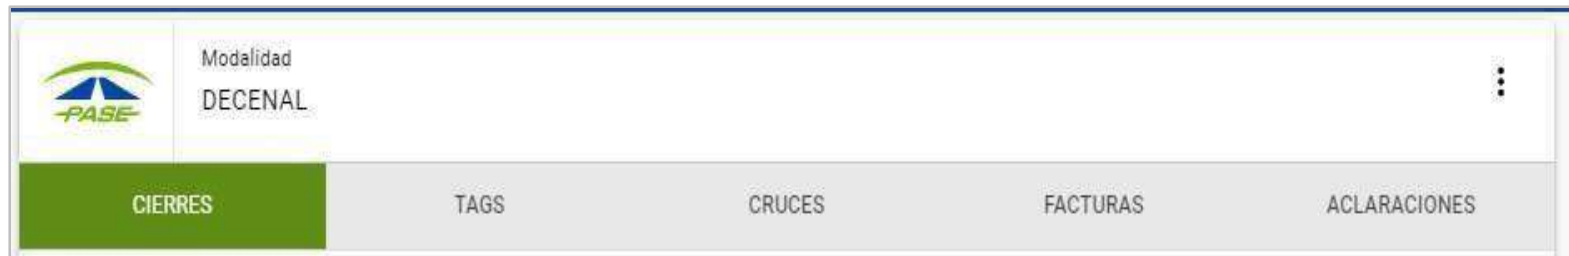 Modalidad
DECENAL
PASE
CIERRES TAGS CRUCES FACTURAS ACLARACIONES